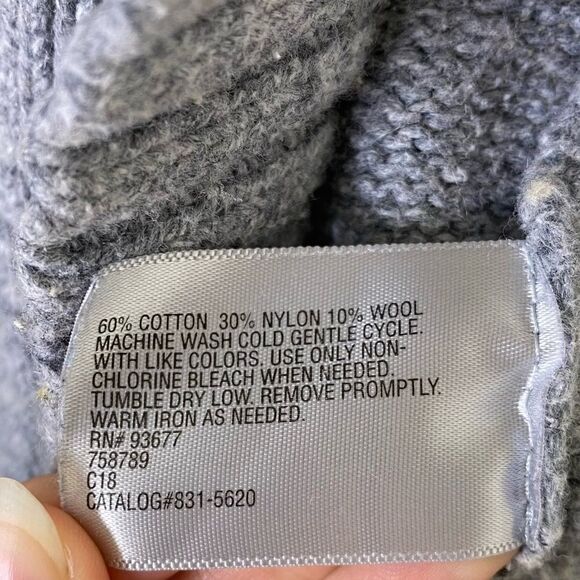 60% COTTON 30% NYLON 10% WOOL
MACHINE WASH COLD GENTLE CYCLE.
WITH LIKE COLORS. USE ONLY NON-
CHLORINE BLEACH WHEN NEEDED.
TUMBLE DRY LOW. REMOVE PROMPTLY.
WARM IRON AS NEEDED.
RN# 93677
758789
C18
CATALOG#831-5620